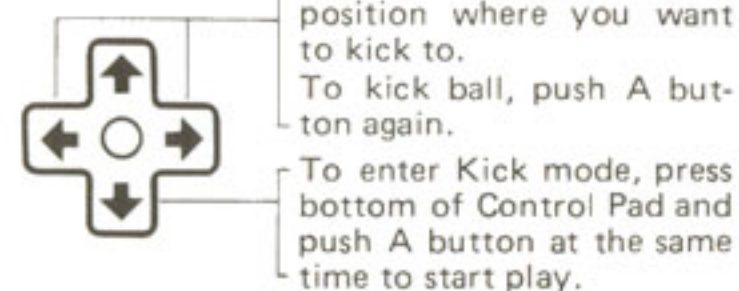 position where you want
to kick to.
To kick ball, push A but-
ton again.
To enter Kick mode, press
bottom of Control Pad and
push A button at the same
time to start play.